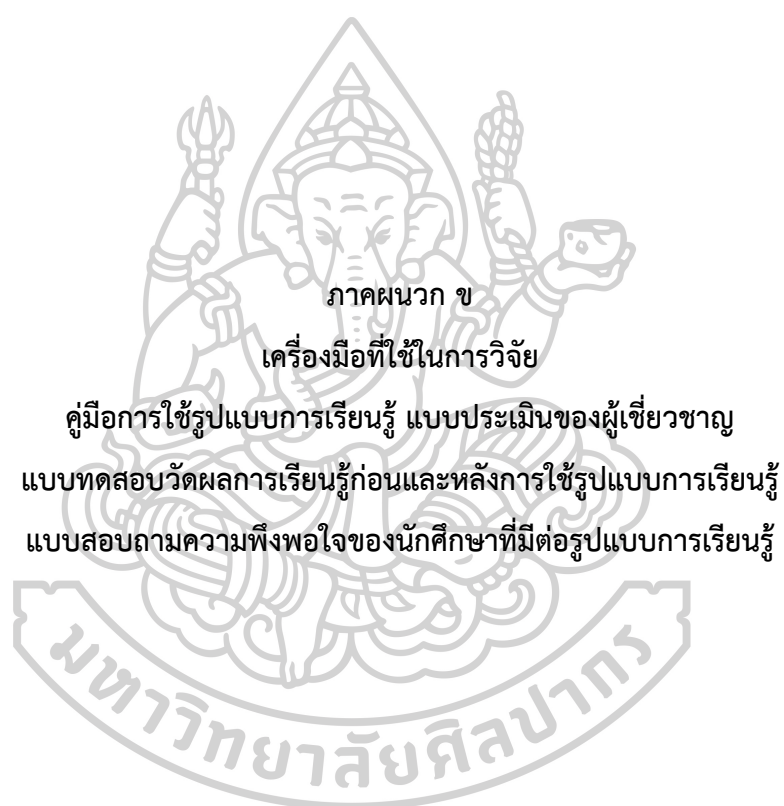 ภาคผนวก ข
เครื่องมือที่ใช้ในการวิจัย
คู่มือการใช้รูปแบบการเรียนรู้ แบบประเมินของผู้เชี่ยวชาญ
แบบทดสอบวัดผลการเรียนรู้ก่อนและหลังการใช้รูปแบบการเรียนรู้
แบบสอบถามความพึงพอใจของนักศึกษาที่มีต่อรูปแบบการเรียนรู้
มหาวิทยาลัยศิลปากร